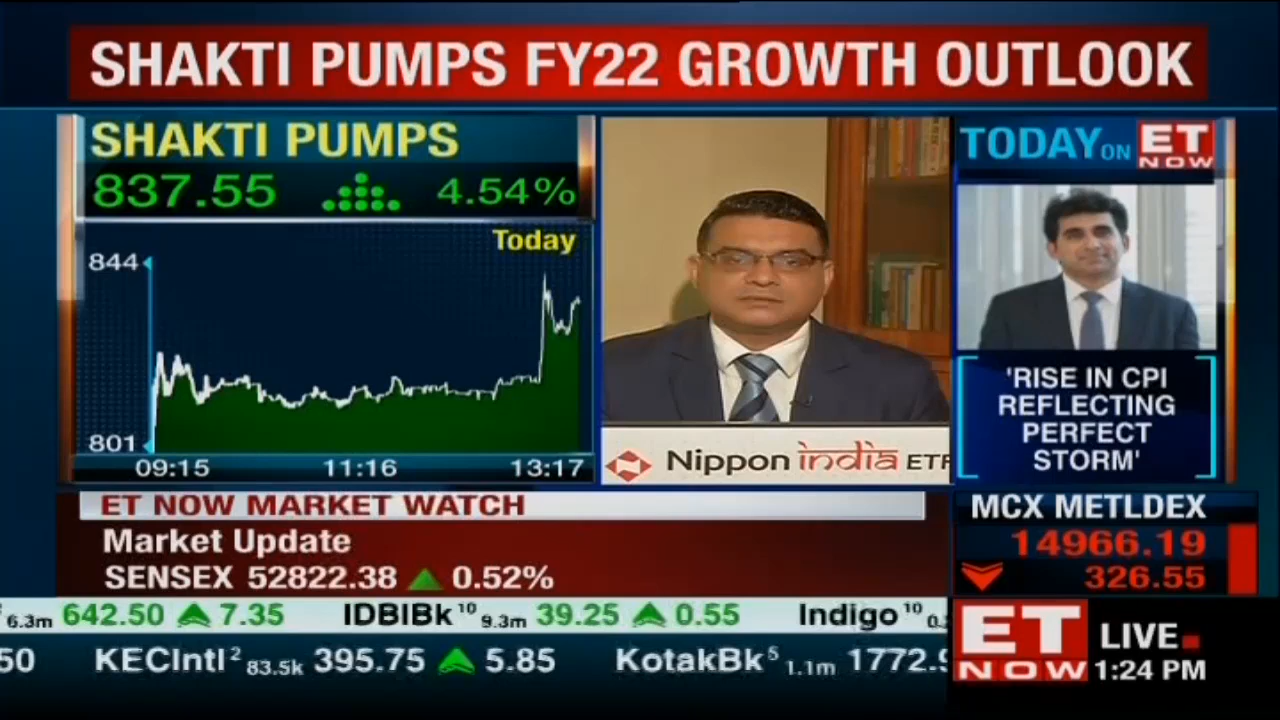 SHAKTI PUMPS FY22 GROWTH OUTLOOK
SHAKTI PUMPS
837.55 4.54%
Today
844
801
09:15 11:16 13:17
Nippon india ETF
TODAY ON ET NOW
'RISE IN CPI
REFLECTING
PERFECT
STORM'
ET NOW MARKET WATCH
Market Update
SENSEX 52822.38 ▲ 0.52%
MCX METLDEX
14966.19
326.55
6.3m 642.50 ▲ 7.35 IDBIBk 10 9.3m 39.25 ▲ 0.55 Indigo 10
50 KECIntl 2 83.5k 395.75 ▲ 5.85 KotakBk 5 1.1m 1772.9
ET NOW
LIVE
1:24 PM